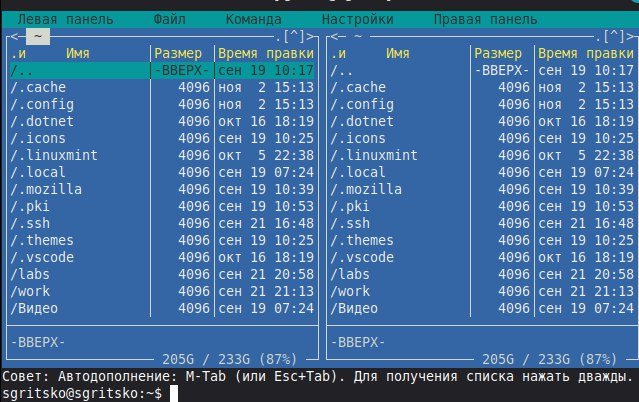 Левая панель Файл Команда Настройки Правая панель
<─ ~ .[^]> <─ ~ .[^]>
.и Имя Размер Время правки .и Имя Размер Время правки
/.. -ВВЕРХ- сен 19 10:17 /.. -ВВЕРХ- сен 19 10:17
/.cache 4096 ноя 2 15:13 /.cache 4096 ноя 2 15:13
/.config 4096 ноя 2 15:13 /.config 4096 ноя 2 15:13
/.dotnet 4096 окт 16 18:19 /.dotnet 4096 окт 16 18:19
/.icons 4096 сен 19 10:25 /.icons 4096 сен 19 10:25
/.linuxmint 4096 окт 5 22:38 /.linuxmint 4096 окт 5 22:38
/.local 4096 сен 19 07:24 /.local 4096 сен 19 07:24
/.mozilla 4096 сен 19 10:39 /.mozilla 4096 сен 19 10:39
/.pki 4096 сен 19 10:53 /.pki 4096 сен 19 10:53
/.ssh 4096 сен 21 16:48 /.ssh 4096 сен 21 16:48
/.themes 4096 сен 19 10:25 /.themes 4096 сен 19 10:25
/.vscode 4096 окт 16 18:19 /.vscode 4096 окт 16 18:19
/labs 4096 сен 21 20:58 /labs 4096 сен 21 20:58
/work 4096 сен 21 21:13 /work 4096 сен 21 21:13
/Видео 4096 сен 19 07:24 /Видео 4096 сен 19 07:24
-ВВЕРХ- -ВВЕРХ-
205G / 233G (87%) 205G / 233G (87%)
Совет: Автодополнение: M-Tab (или Esc+Tab). Для получения списка нажать дважды.
sgritsko@sgritsko:~$